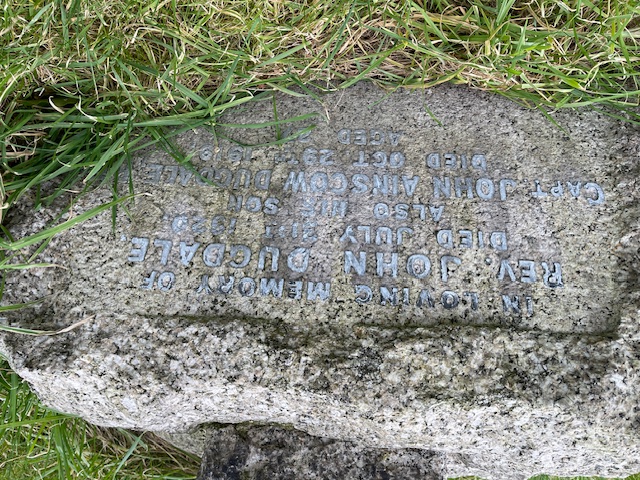 IN LOVING MEMORY OF
REV. JOHN DUGDALE,
DIED JULY 21ST
ALSO HIS SON
CAPT JOHN AINSCOW DUGDALE
DIED OCT 29TH 1919
AGED